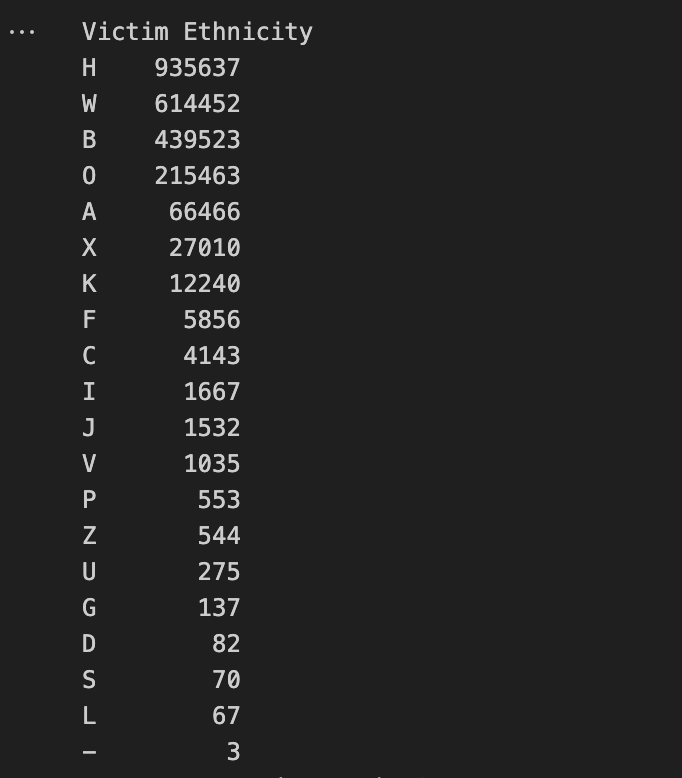 ··· Victim Ethnicity
H 935637
W 614452
B 439523
O 215463
A 66466
X 27010
K 12240
F 5856
C 4143
I 1667
J 1532
V 1035
P 553
Z 544
U 275
G 137
D 82
S 70
L 67
– 3